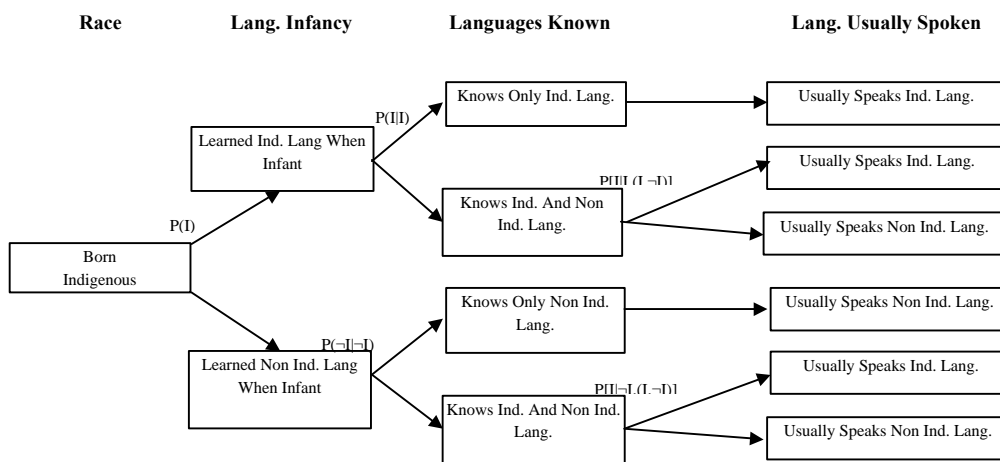 Race Lang. Infancy Languages Known Lang. Usually Spoken
Knows Only Ind. Lang.
Usually Speaks Ind. Lang.
P(I|I)
Learned Ind. Lang When
Infant
Usually Speaks Ind. Lang.
P[I|I,(I,¬I)]
Knows Ind. And Non
Ind. Lang.
Usually Speaks Non Ind. Lang.
P(I)
Born
Indigenous
Knows Only Non Ind.
Lang.
Usually Speaks Non Ind. Lang.
P(¬I|¬I)
Learned Non Ind. Lang
When Infant
Usually Speaks Ind. Lang.
P[I|¬I,(I,¬I)]
Knows Ind. And Non Ind.
Lang.
Usually Speaks Non Ind. Lang.